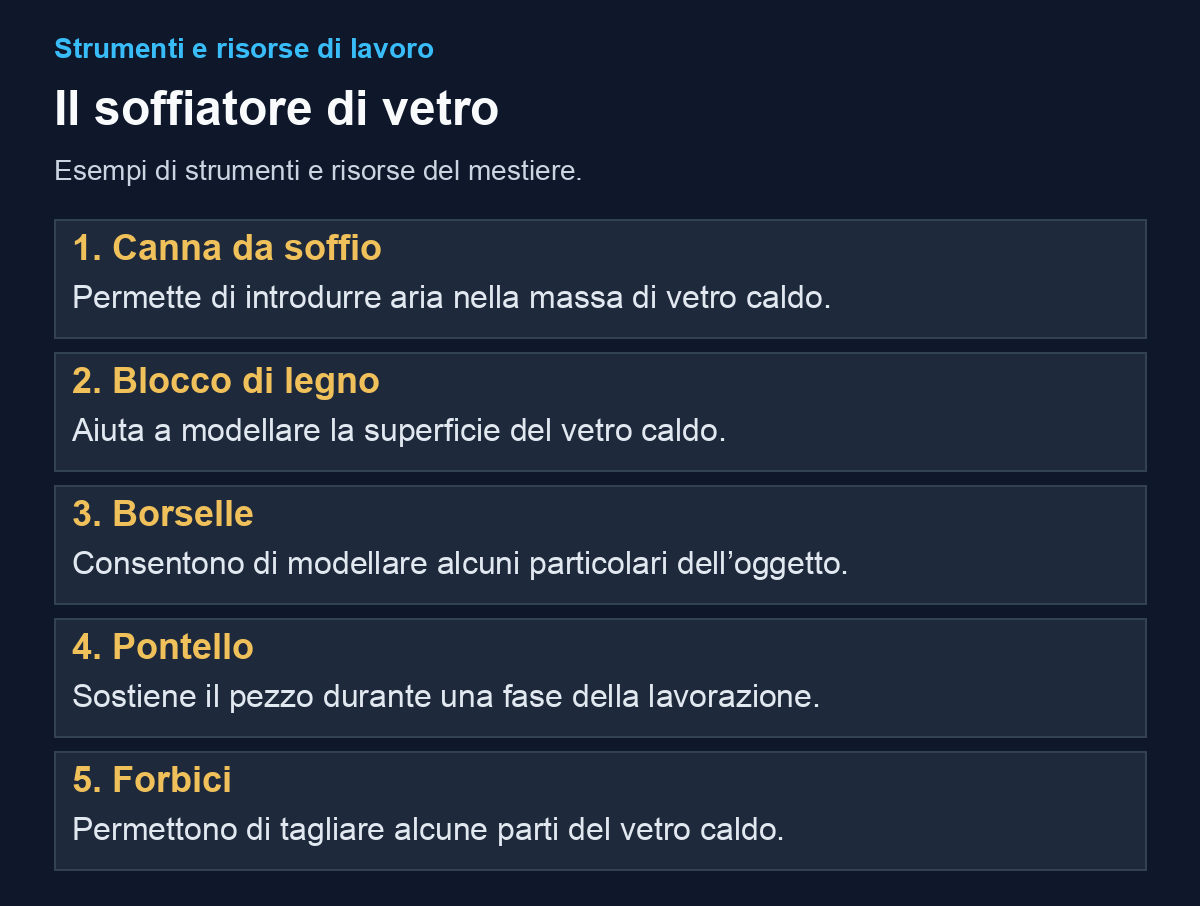 Strumenti e risorse di lavoro
Il soffiatore di vetro
Esempi di strumenti e risorse del mestiere.
1. Canna da soffio
Permette di introdurre aria nella massa di vetro caldo.
2. Blocco di legno
Aiuta a modellare la superficie del vetro caldo.
3. Borselle
Consentono di modellare alcuni particolari dell’oggetto.
4. Pontello
Sostiene il pezzo durante una fase della lavorazione.
5. Forbici
Permettono di tagliare alcune parti del vetro caldo.